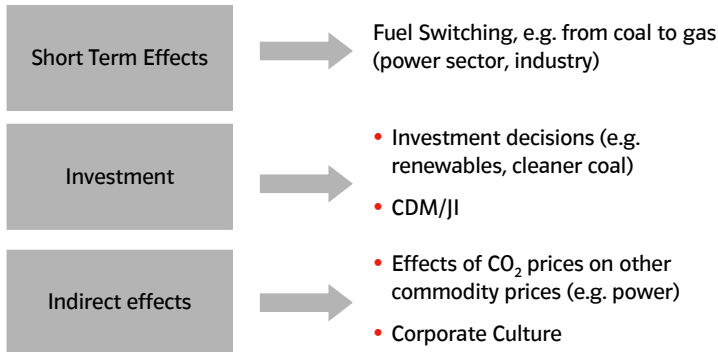 Short Term Effects
Fuel Switching, e.g. from coal to gas
(power sector, industry)
Investment
• Investment decisions (e.g.
renewables, cleaner coal)
• CDM/JI
Indirect effects
• Effects of CO₂ prices on other
commodity prices (e.g. power)
• Corporate Culture